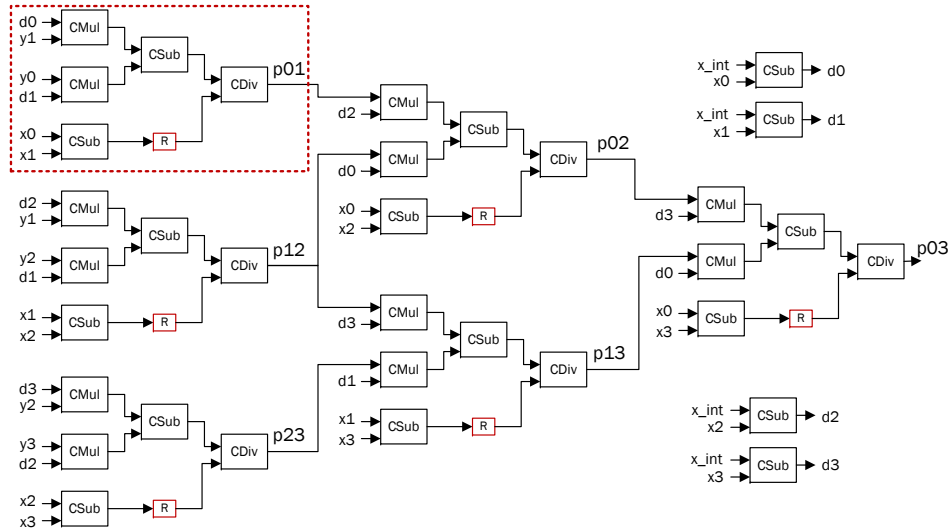 d0
y1
CMul
CSub
y0
d1
CMul
CDiv
p01
x0
x1
CSub
R
d2
y1
CMul
CSub
y2
d1
CMul
CDiv
p12
x1
x2
CSub
R
d3
y2
CMul
CSub
y3
d2
CMul
CDiv
p23
x2
x3
CSub
R
d2
CMul
CSub
d0
CMul
CDiv
p02
x0
x2
CSub
R
d3
CMul
CSub
d1
CMul
CDiv
p13
x1
x3
CSub
R
x_int
x0
CSub
d0
x_int
x1
CSub
d1
d3
CMul
CSub
d0
CMul
CDiv
p03
x0
x3
CSub
R
x_int
x2
CSub
d2
x_int
x3
CSub
d3